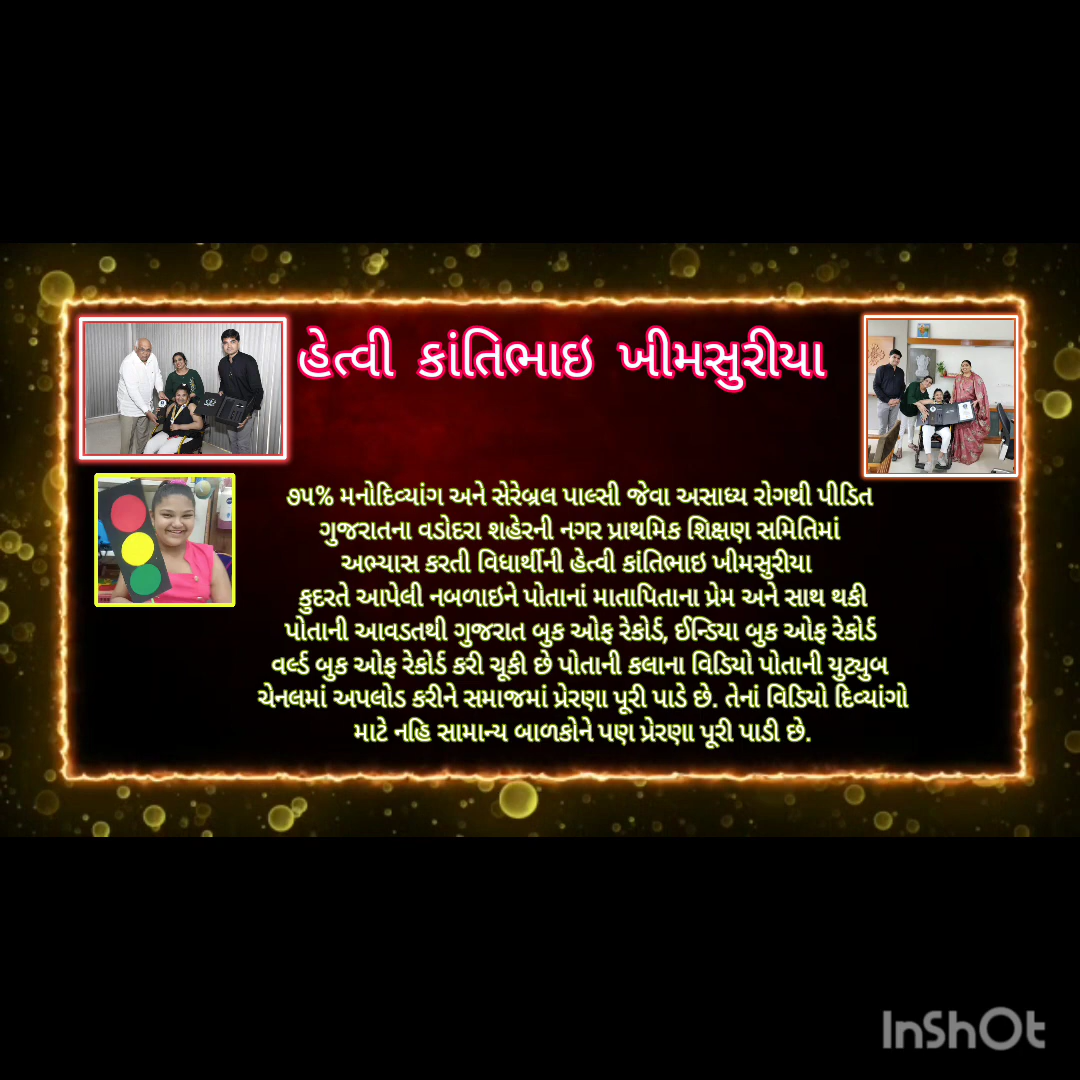 હેત્વી કાંતિભાઇ ખીમસુરીયા
૭૫% મનોદિવ્યાંગ અને સેરેબ્રલ પાલ્સી જેવા અસાધ્ય રોગથી પીડિત
ગુજરાતના વડોદરા શહેરની નગર પ્રાથમિક શિક્ષણ સમિતિમાં
અભ્યાસ કરતી વિધાર્થીની હેત્વી કાંતિભાઇ ખીમસુરીયા
કુદરતે આપેલી નબળાઇને પોતાનાં માતાપિતાના પ્રેમ અને સાથ થકી
પોતાની આવડતથી ગુજરાત બુક ઓફ રેકોર્ડ, ઈન્ડિયા બુક ઓફ રેકોર્ડ
વર્લ્ડ બુક ઓફ રેકોર્ડ કરી ચૂકી છે પોતાની કલાના વિડિયો પોતાની યુટ્યુબ
ચેનલમાં અપલોડ કરીને સમાજમાં પ્રેરણા પૂરી પાડે છે. તેનાં વિડિયો દિવ્યાંગો
માટે નહિ સામાન્ય બાળકોને પણ પ્રેરણા પૂરી પાડી છે.
InShOt